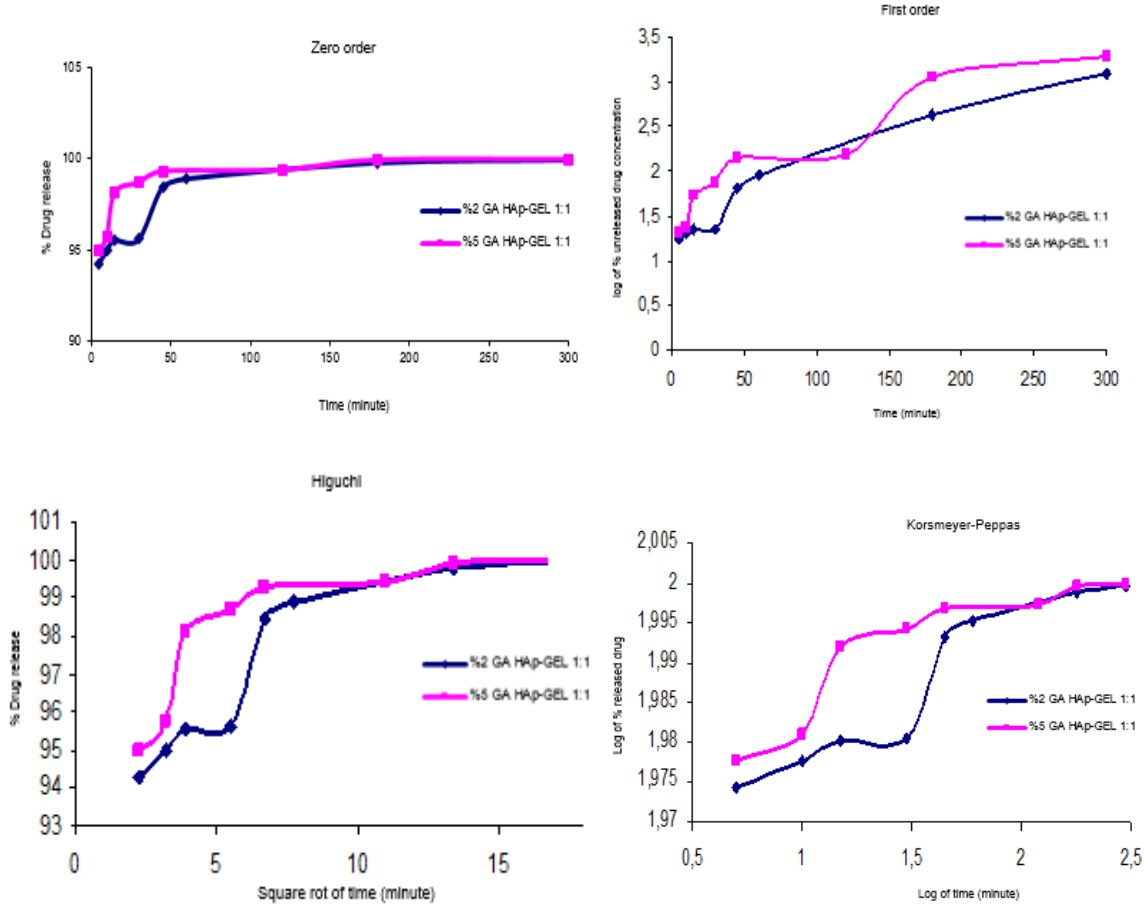 Zero order
105
100
95
90
% Drug release
0 50 100 150 200 250 300
Time (minute)
%2 GA HAp-GEL 1:1
%5 GA HAp-GEL 1:1
First order
3,5
3
2,5
2
1,5
1
0,5
0
log of % unreleased drug concentration
0 50 100 150 200 250 300
Time (minute)
%2 GA HAp-GEL 1:1
%5 GA HAp-GEL 1:1
Higuchi
101
100
99
98
97
96
95
94
93
% Drug release
0 5 10 15
Square rot of time (minute)
%2 GA HAp-GEL 1:1
%5 GA HAp-GEL 1:1
Korsmeyer-Peppas
2,005
2
1,995
1,99
1,985
1,98
1,975
1,97
Log of % released drug
0,5 1 1,5 2 2,5
Log of time (minute)
%2 GA HAp-GEL 1:1
%5 GA HAp-GEL 1:1